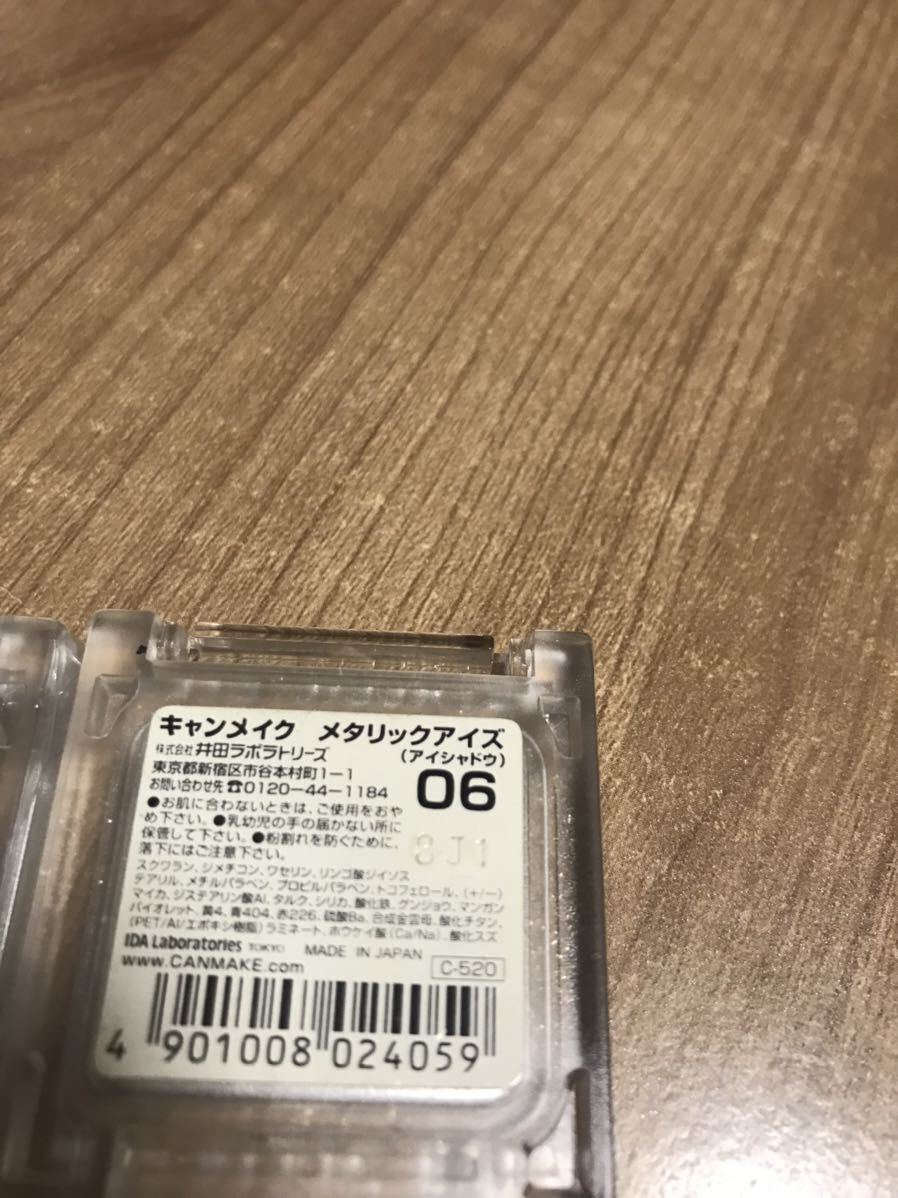 キャンメイク　メタリックアイズ
株式会社 井田ラボラトリーズ （アイシャドウ）
東京都新宿区市谷本村町1−1
お問い合わせ先 ☎0120−44−1184 06
●お肌に合わないときは、ご使用をおや
め下さい。●乳幼児の手の届かない所に
保管して下さい。●粉割れを防ぐために、
落下にはご注意下さい。 8J1
スクワラン、ジメチコン、ワセリン、リンゴ酸ジイソス
テアリル、メチルパラベン、プロピルパラベン、トコフェロール、(+/−)
マイカ、ジステアリン酸Al、タルク、シリカ、酸化鉄、グンジョウ、マンガン
バイオレット、黄4、青404、赤226、硫酸Ba、合成金雲母、酸化チタン、
(PET/Al/エポキシ樹脂)ラミネート、ホウケイ酸(Ca/Na)、酸化スズ
IDA Laboratories TOKYO MADE IN JAPAN
www.CANMAKE.com C-520
4 901008 024059